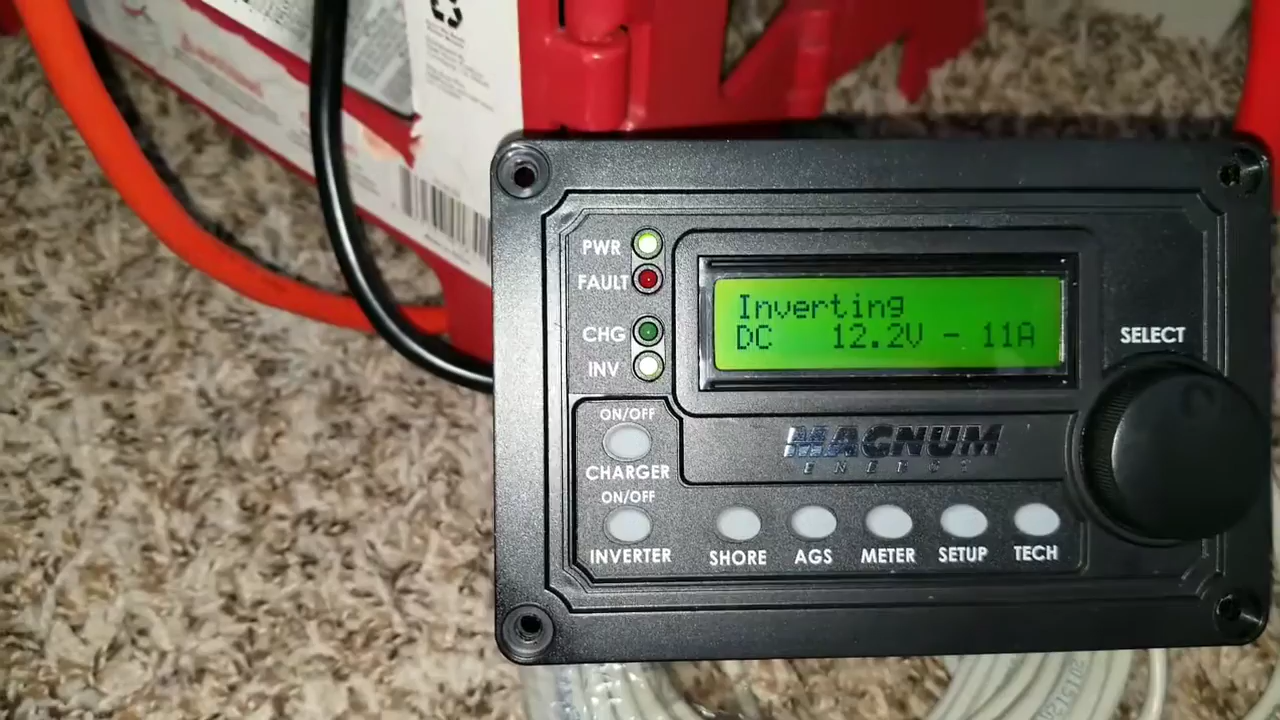 PWR
FAULT
CHG
INV
Inverting
DC 12.2V - 11A
SELECT
ON/OFF
CHARGER
ON/OFF
INVERTER
MAGNUM
ENERGY
SHORE
AGS
METER
SETUP
TECH